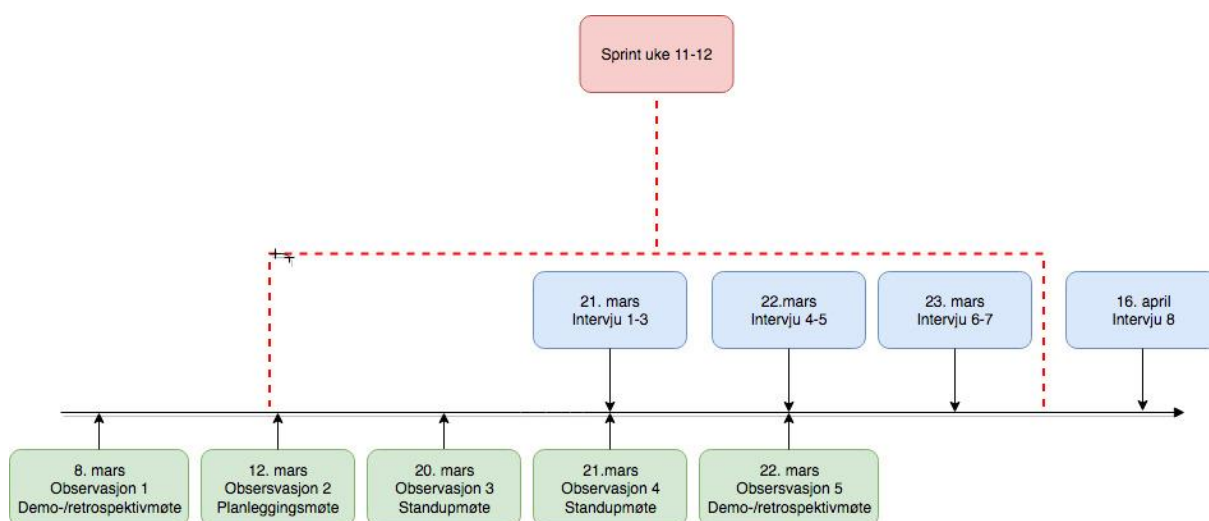 Sprint uke 11-12
21. mars
Intervju 1-3
22.mars
Intervju 4-5
23. mars
Intervju 6-7
16. april
Intervju 8
8. mars
Observasjon 1
Demo-/retrospektivmøte
12. mars
Obsersvasjon 2
Planleggingsmøte
20. mars
Observasjon 3
Standupmøte
21.mars
Observasjon 4
Standupmøte
22. mars
Obsersvasjon 5
Demo-/retrospektivmøte